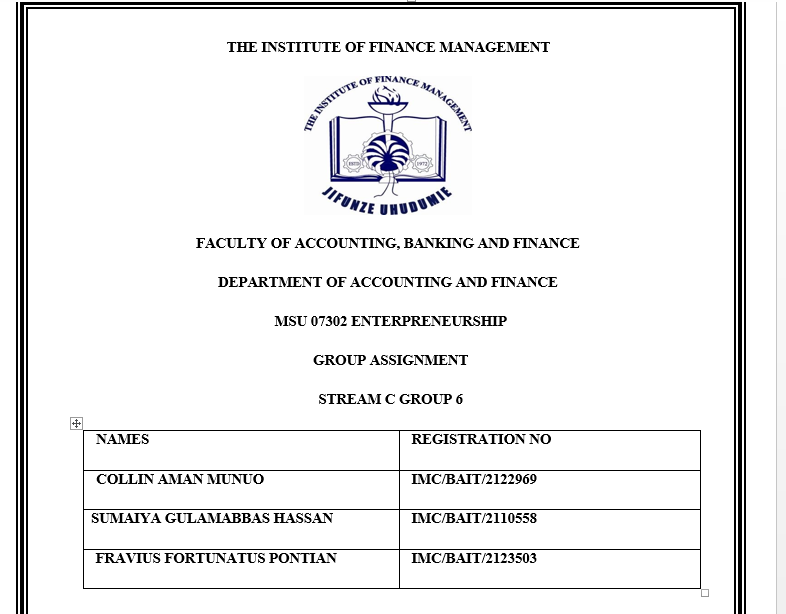 THE INSTITUTE OF FINANCE MANAGEMENT
THE INSTITUTE OF FINANCE MANAGEMENT
ESTD 1972
JIFUNZE UHUDUMIE
FACULTY OF ACCOUNTING, BANKING AND FINANCE
DEPARTMENT OF ACCOUNTING AND FINANCE
MSU 07302 ENTERPRENEURSHIP
GROUP ASSIGNMENT
STREAM C GROUP 6
NAMES REGISTRATION NO
COLLIN AMAN MUNUO IMC/BAIT/2122969
SUMAIYA GULAMABBAS HASSAN IMC/BAIT/2110558
FRAVIUS FORTUNATUS PONTIAN IMC/BAIT/2123503